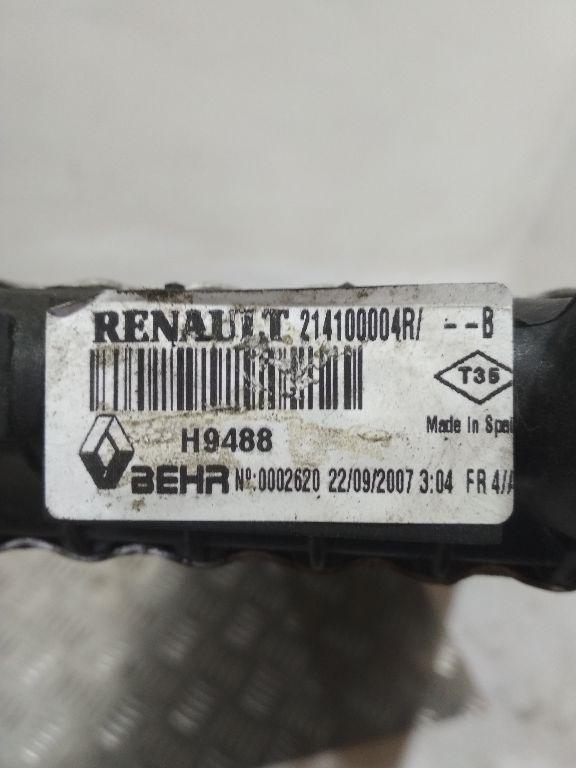 RENAULT 214100004R/ --B
T35
Made in Spai
H9488
BEHR Nº:0002620 22/09/2007 3:04 FR 4/A